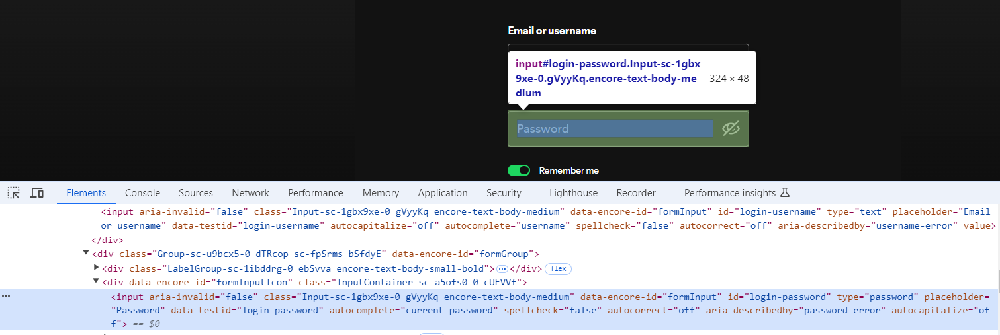 Email or username
input#login-password.Input-sc-1gbx
9xe-0.gVyyKq.encore-text-body-me
dium
324 × 48
Password
Remember me
Elements Console Sources Network Performance Memory Application Security Lighthouse Recorder Performance insights
<input aria-invalid="false" class="Input-sc-1gbx9xe-0 gVyyKq encore-text-body-medium" data-encore-id="formInput" id="login-username" type="text" placeholder="Email
or username" data-testid="login-username" autocapitalize="off" autocomplete="username" spellcheck="false" autocorrect="off" aria-describedby="username-error" value>
</div>
<div class="Group-sc-u9bcx5-0 dTRcop sc-fpSrms bSfdyE" data-encore-id="formGroup">
<div class="LabelGroup-sc-1ibddrg-0 ebSvva encore-text-body-small-bold">…</div> flex
<div data-encore-id="formInputIcon" class="InputContainer-sc-a5ofs0-0 cUEVVf">
<input aria-invalid="false" class="Input-sc-1gbx9xe-0 gVyyKq encore-text-body-medium" data-encore-id="formInput" id="login-password" type="password" placeholder=
"Password" data-testid="login-password" autocomplete="current-password" spellcheck="false" autocorrect="off" aria-describedby="password-error" autocapitalize="of
f"> == $0